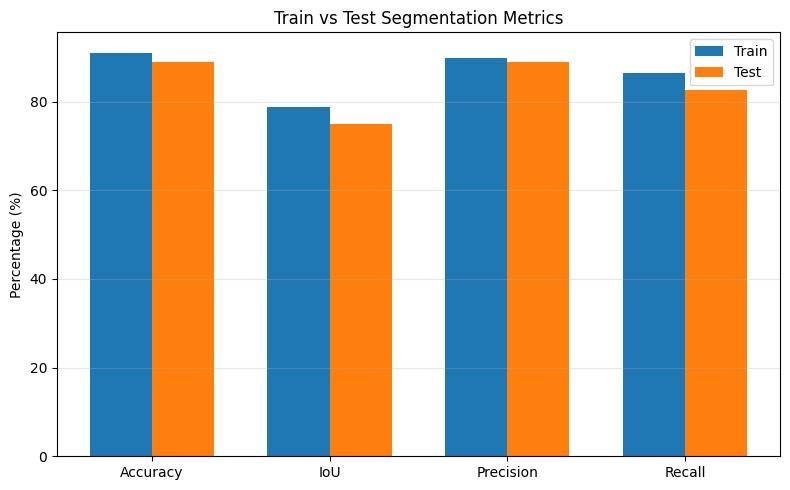 Train vs Test Segmentation Metrics
Train
Test
Percentage (%)
80
60
40
20
0
Accuracy
IoU
Precision
Recall